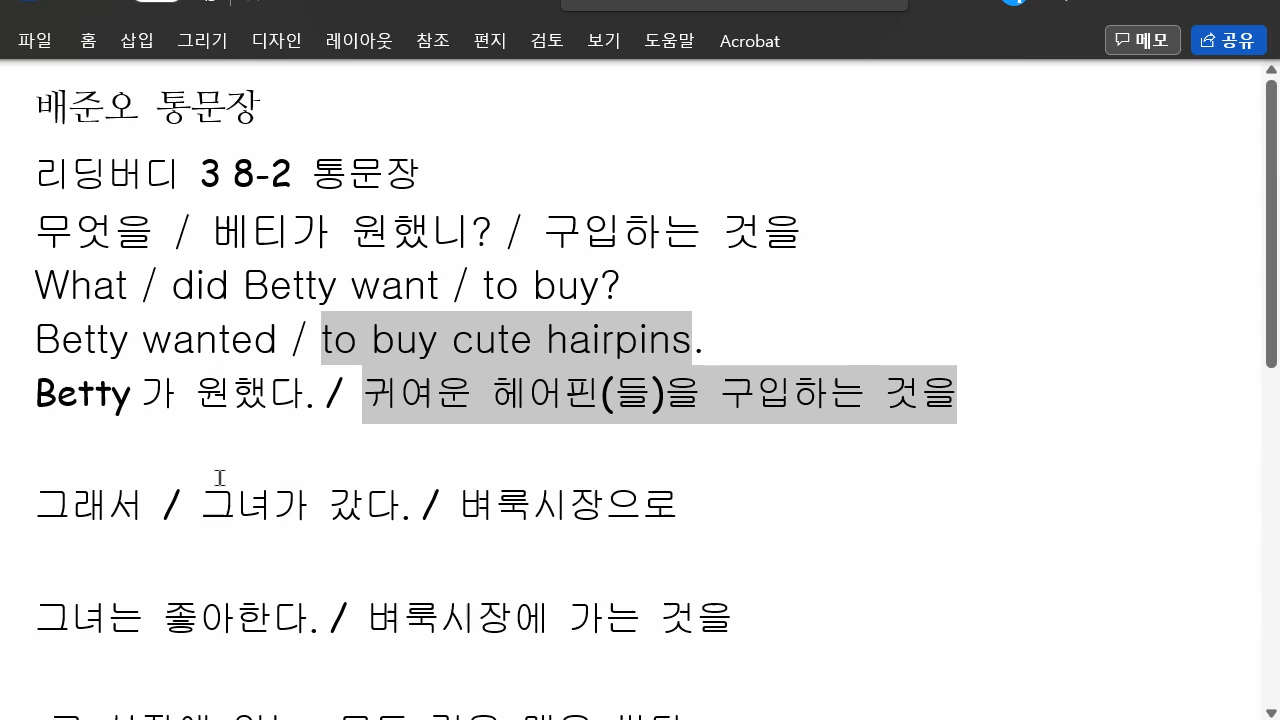 파일 홈 삽입 그리기 디자인 레이아웃 참조 편지 검토 보기 도움말 Acrobat 메모 공유
배준오 통문장
리딩버디 3 8-2 통문장
무엇을 / 베티가 원했니? / 구입하는 것을
What / did Betty want / to buy?
Betty wanted / to buy cute hairpins.
Betty가 원했다. / 귀여운 헤어핀(들)을 구입하는 것을
그래서 / 그녀가 갔다. / 벼룩시장으로
그녀는 좋아한다. / 벼룩시장에 가는 것을